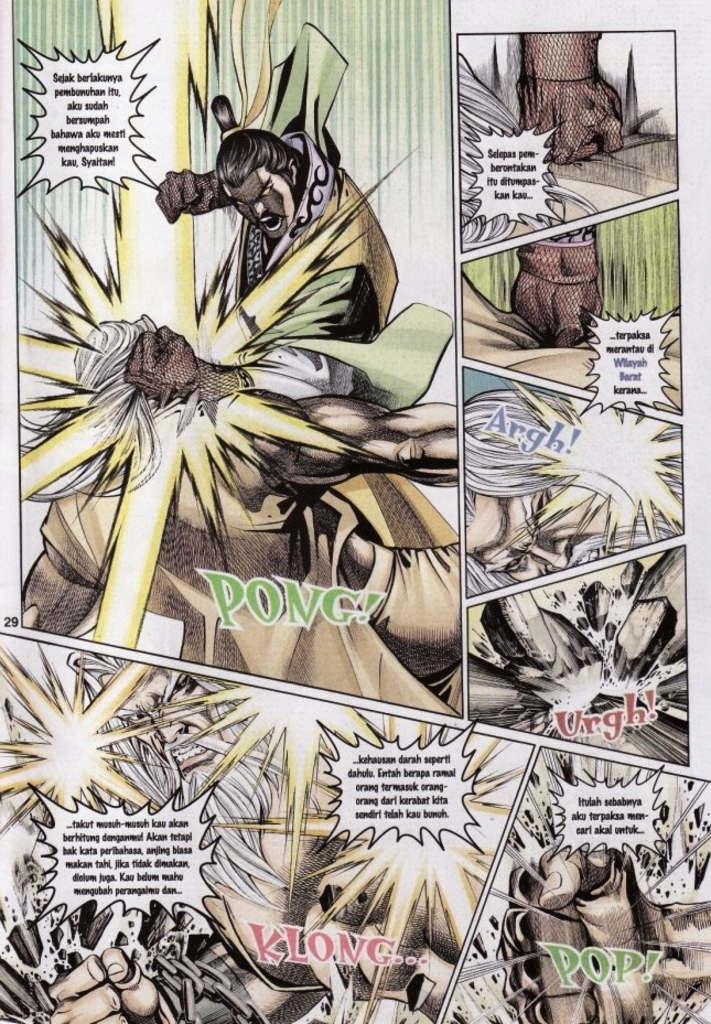 Sejak berlakunya
pembunuhan itu,
aku sudah
bersumpah
bahawa aku mesti
menghapuskan
kau, Syaitan!
PONG!
29
Selepas pem-
berontakan
itu ditumpas-
kan kau...
..terpaksa
merantau di
Wilayah
Barat
kerana...
Argh!
Urgh!
...takut musuh-musuh kau akan
berhitung denganmu! Akan tetapi
bak kata peribahasa, anjing biasa
makan tahi, jika tidak dimakan,
dicium juga. Kau belum mahu
mengubah perangaimu dan...
...kehausan darah seperti
dahulu. Entah berapa ramai
orang termasuk orang-
orang dari kerabat kita
sendiri telah kau bunuh.
KLONG...
Itulah sebabnya
aku terpaksa men-
cari akal untuk...
POP!